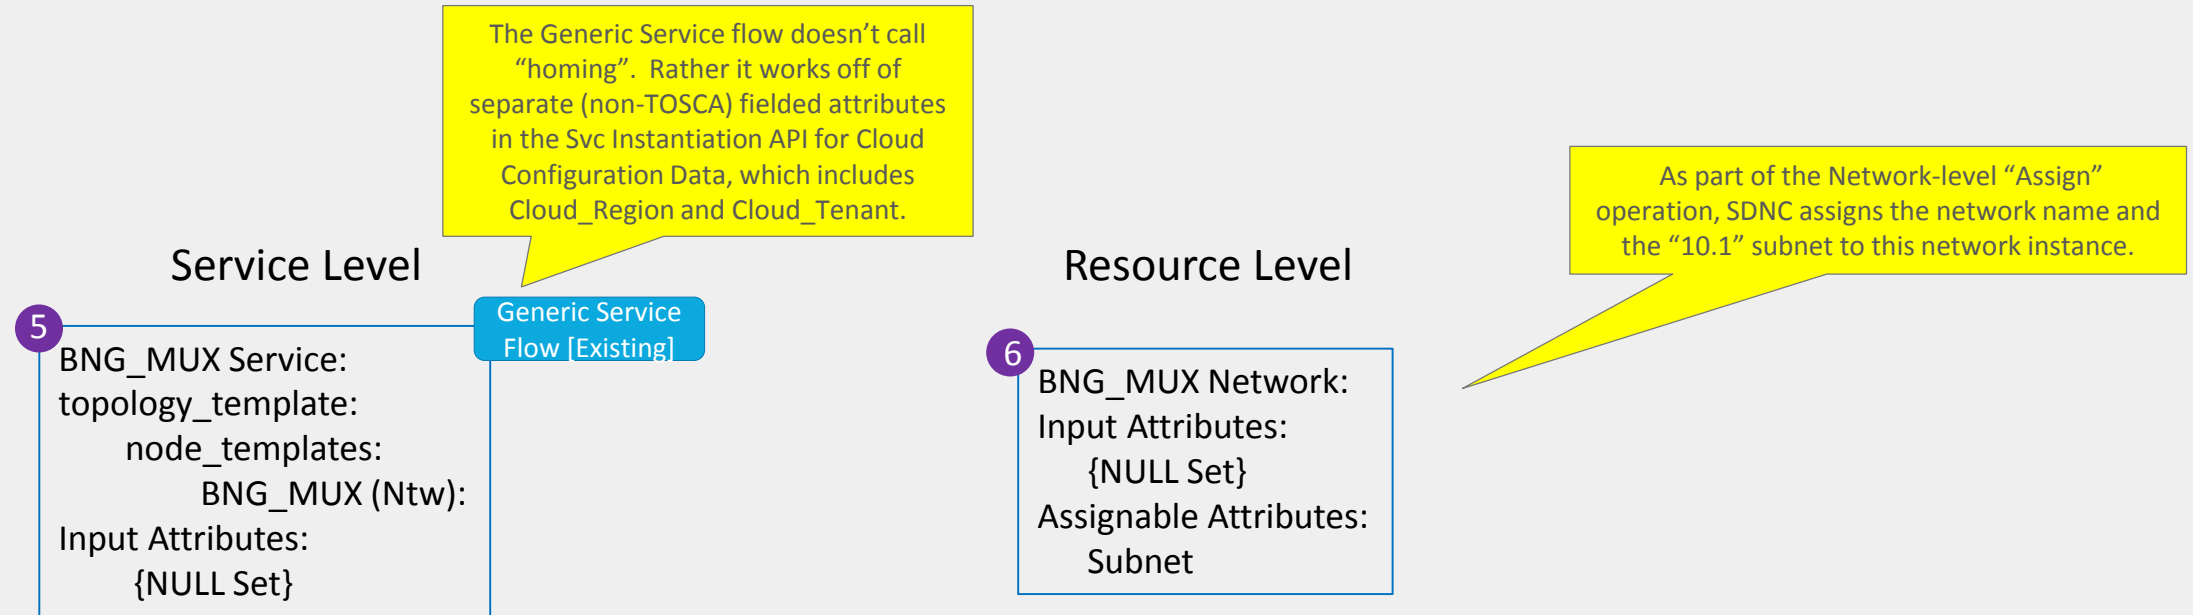 The Generic Service flow doesn’t call
“homing”. Rather it works off of
separate (non-TOSCA) fielded attributes
in the Svc Instantiation API for Cloud
Configuration Data, which includes
Cloud_Region and Cloud_Tenant.
As part of the Network-level “Assign”
operation, SDNC assigns the network name and
the “10.1” subnet to this network instance.
Service Level
Resource Level
Generic Service
Flow [Existing]
5
BNG_MUX Service:
topology_template:
node_templates:
BNG_MUX (Ntw):
Input Attributes:
{NULL Set}
6
BNG_MUX Network:
Input Attributes:
{NULL Set}
Assignable Attributes:
Subnet